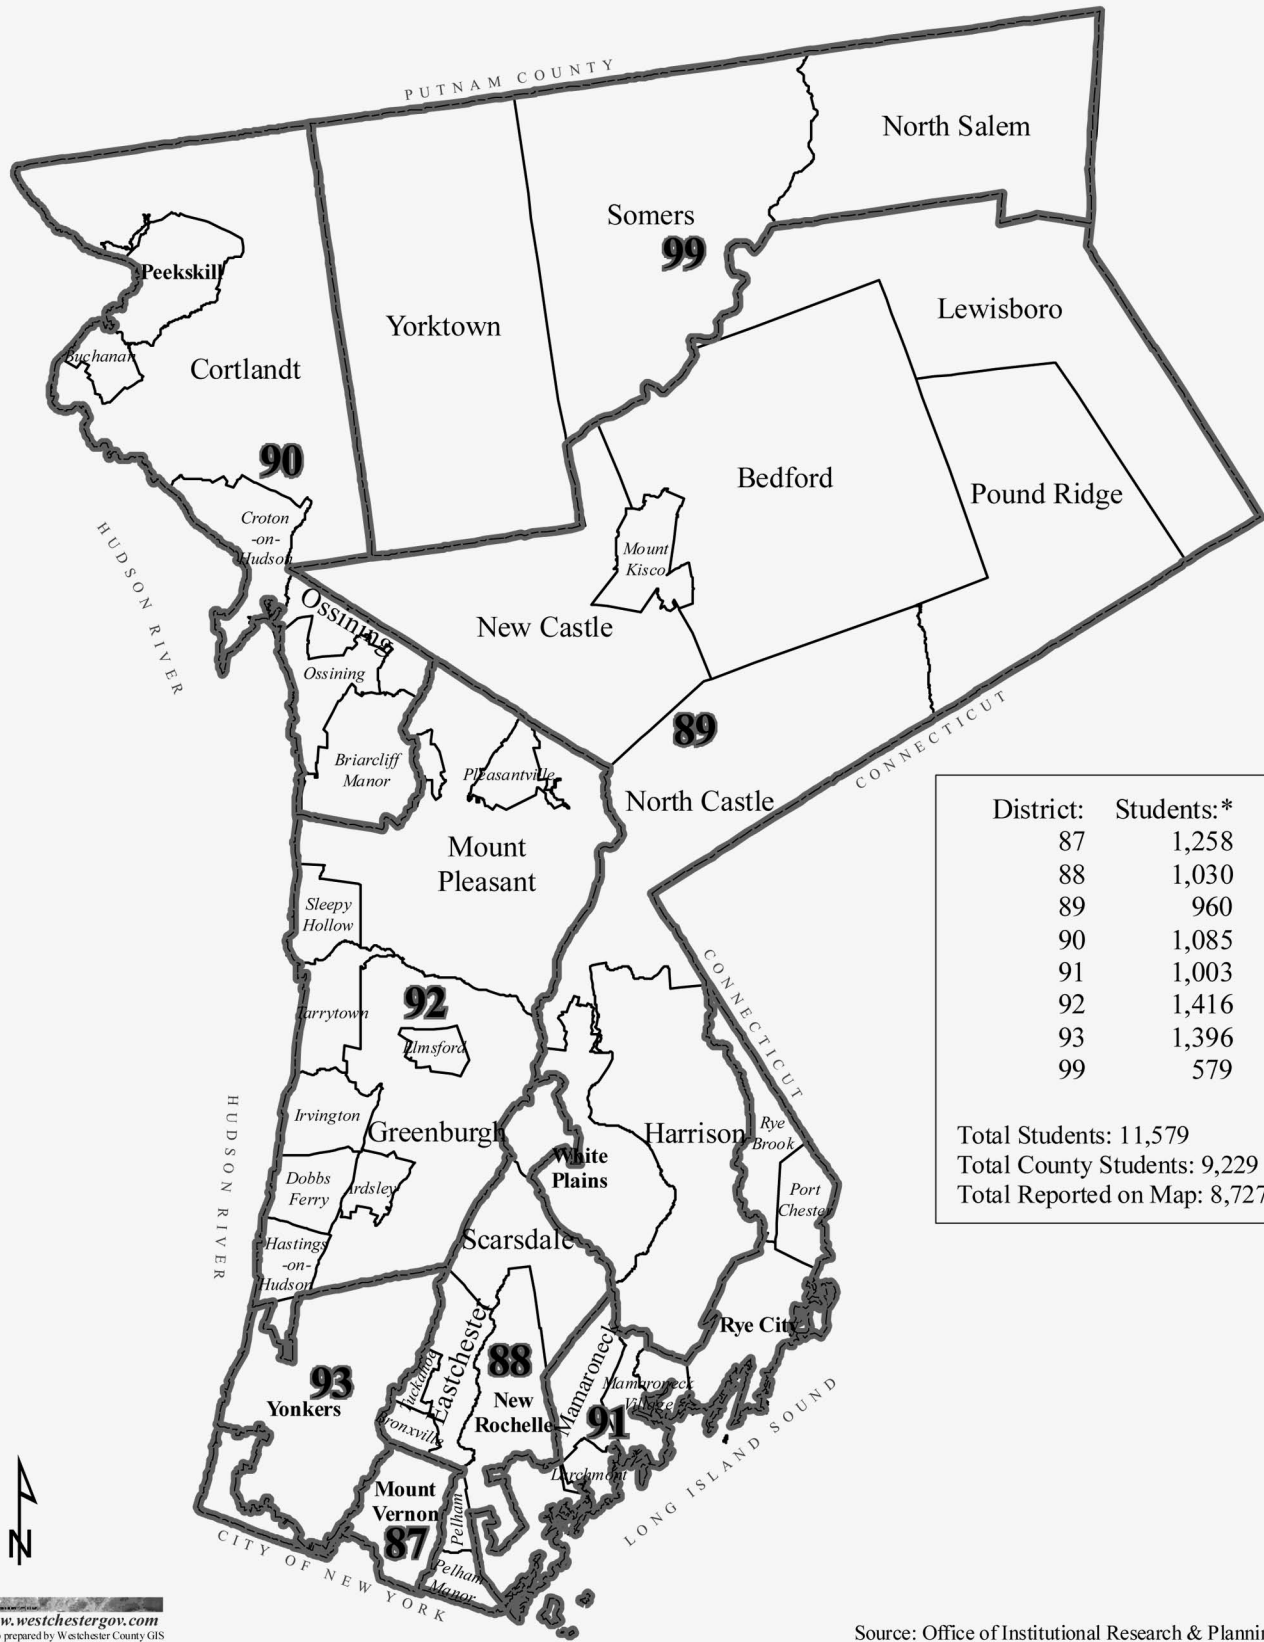 PUTNAM COUNTY
North Salem
Somers
99
Peekskill
Lewisboro
Yorktown
Buchanan
Cortlandt
90
Bedford
Pound Ridge
Croton
-on-
Hudson
HUDSON RIVER
Mount
Kisco
Ossining
New Castle
Ossining
89
CONNECTICUT
Briarcliff
Manor
Pleasantville
North Castle
Mount
Pleasant
District: Students:*
87 1,258
88 1,030
89 960
90 1,085
91 1,003
92 1,416
93 1,396
99 579
Total Students: 11,579
Total County Students: 9,229
Total Reported on Map: 8,727
Sleepy
Hollow
CONNECTICUT
92
Tarrytown
Elmsford
HUDSON RIVER
Irvington
Greenburgh
Harrison
Rye
Brook
White
Plains
Dobbs
Ferry
Ardsley
Port
Chester
Scarsdale
Hastings
-on-
Hudson
Rye City
Eastchester
Mamaroneck
88
93
Yonkers
Tuckahoe
New
Rochelle
Mamaroneck
Village
Bronxville
91
LONG ISLAND SOUND
Larchmont
Mount
Vernon
87
Pelham
Pelham
Manor
N
CITY OF NEW YORK
w.westchestergov.com
prepared by Westchester County GIS
Source: Office of Institutional Research & Plannin